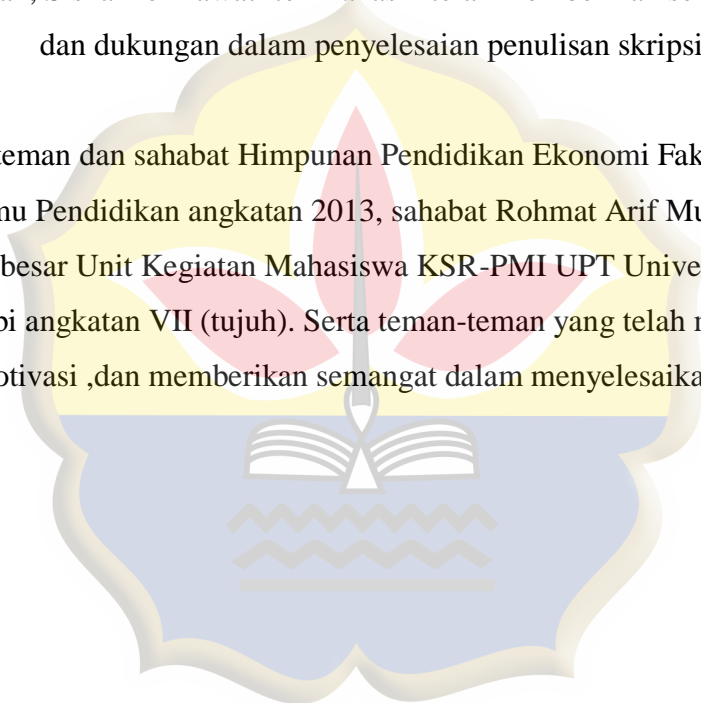 dan dukungan dalam penyelesaian penulisan skripsi
teman dan sahabat Himpunan Pendidikan Ekonomi Fak
mu Pendidikan angkatan 2013, sahabat Rohmat Arif Mu
besar Unit Kegiatan Mahasiswa KSR-PMI UPT Unive
bi angkatan VII (tujuh). Serta teman-teman yang telah
otivasi ,dan memberikan semangat dalam menyelesaika